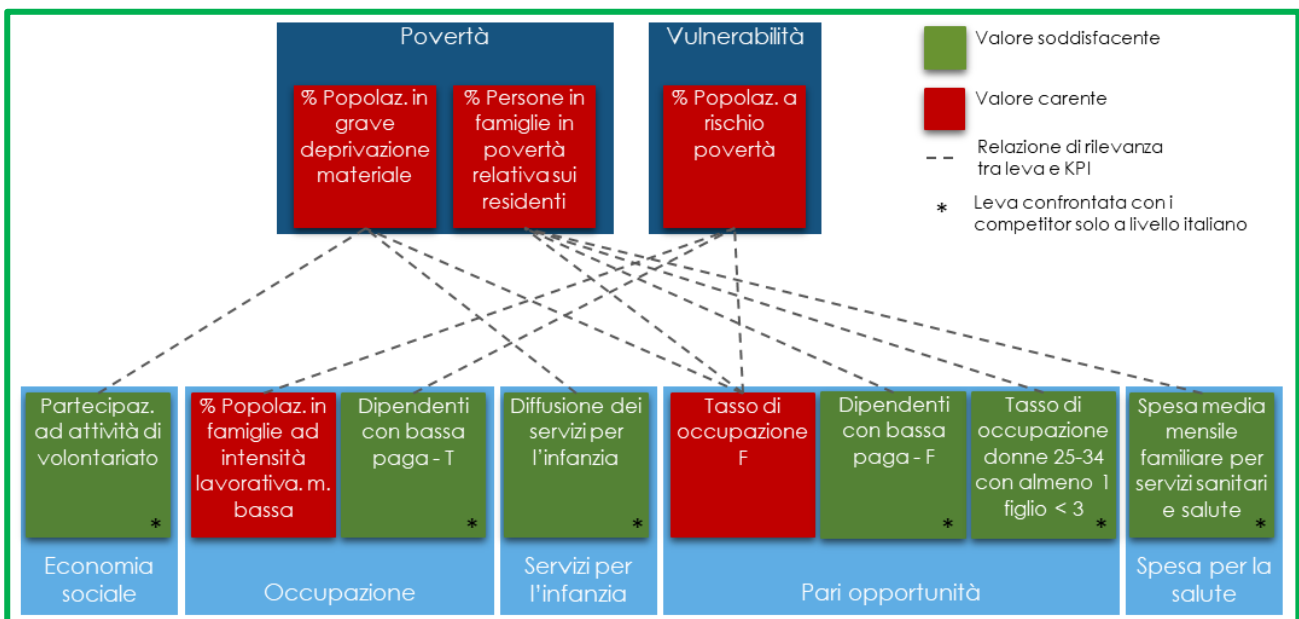 Povertà
Vulnerabilità
Valore soddisfacente
Valore carente
Relazione di rilevanza
tra leva e KPI
* Leva confrontata con i
competitor solo a livello italiano
% Popolaz. in
grave
deprivazione
materiale
% Persone in
famiglie in
povertà
relativa sui
residenti
% Popolaz. a
rischio
povertà
Partecipaz.
ad attività di
volontariato
*
% Popolaz. in
famiglie ad
intensità
lavorativa. m.
bassa
Dipendenti
con bassa
paga - T
*
Diffusione dei
servizi per
l'infanzia
*
Tasso di
occupazione
F
Dipendenti
con bassa
paga - F
*
Tasso di
occupazione
donne 25-34
con almeno 1
figlio < 3
*
Spesa media
mensile
familiare per
servizi sanitari
e salute
*
Economia
sociale
Occupazione
Servizi per
l'infanzia
Pari opportunità
Spesa per la
salute